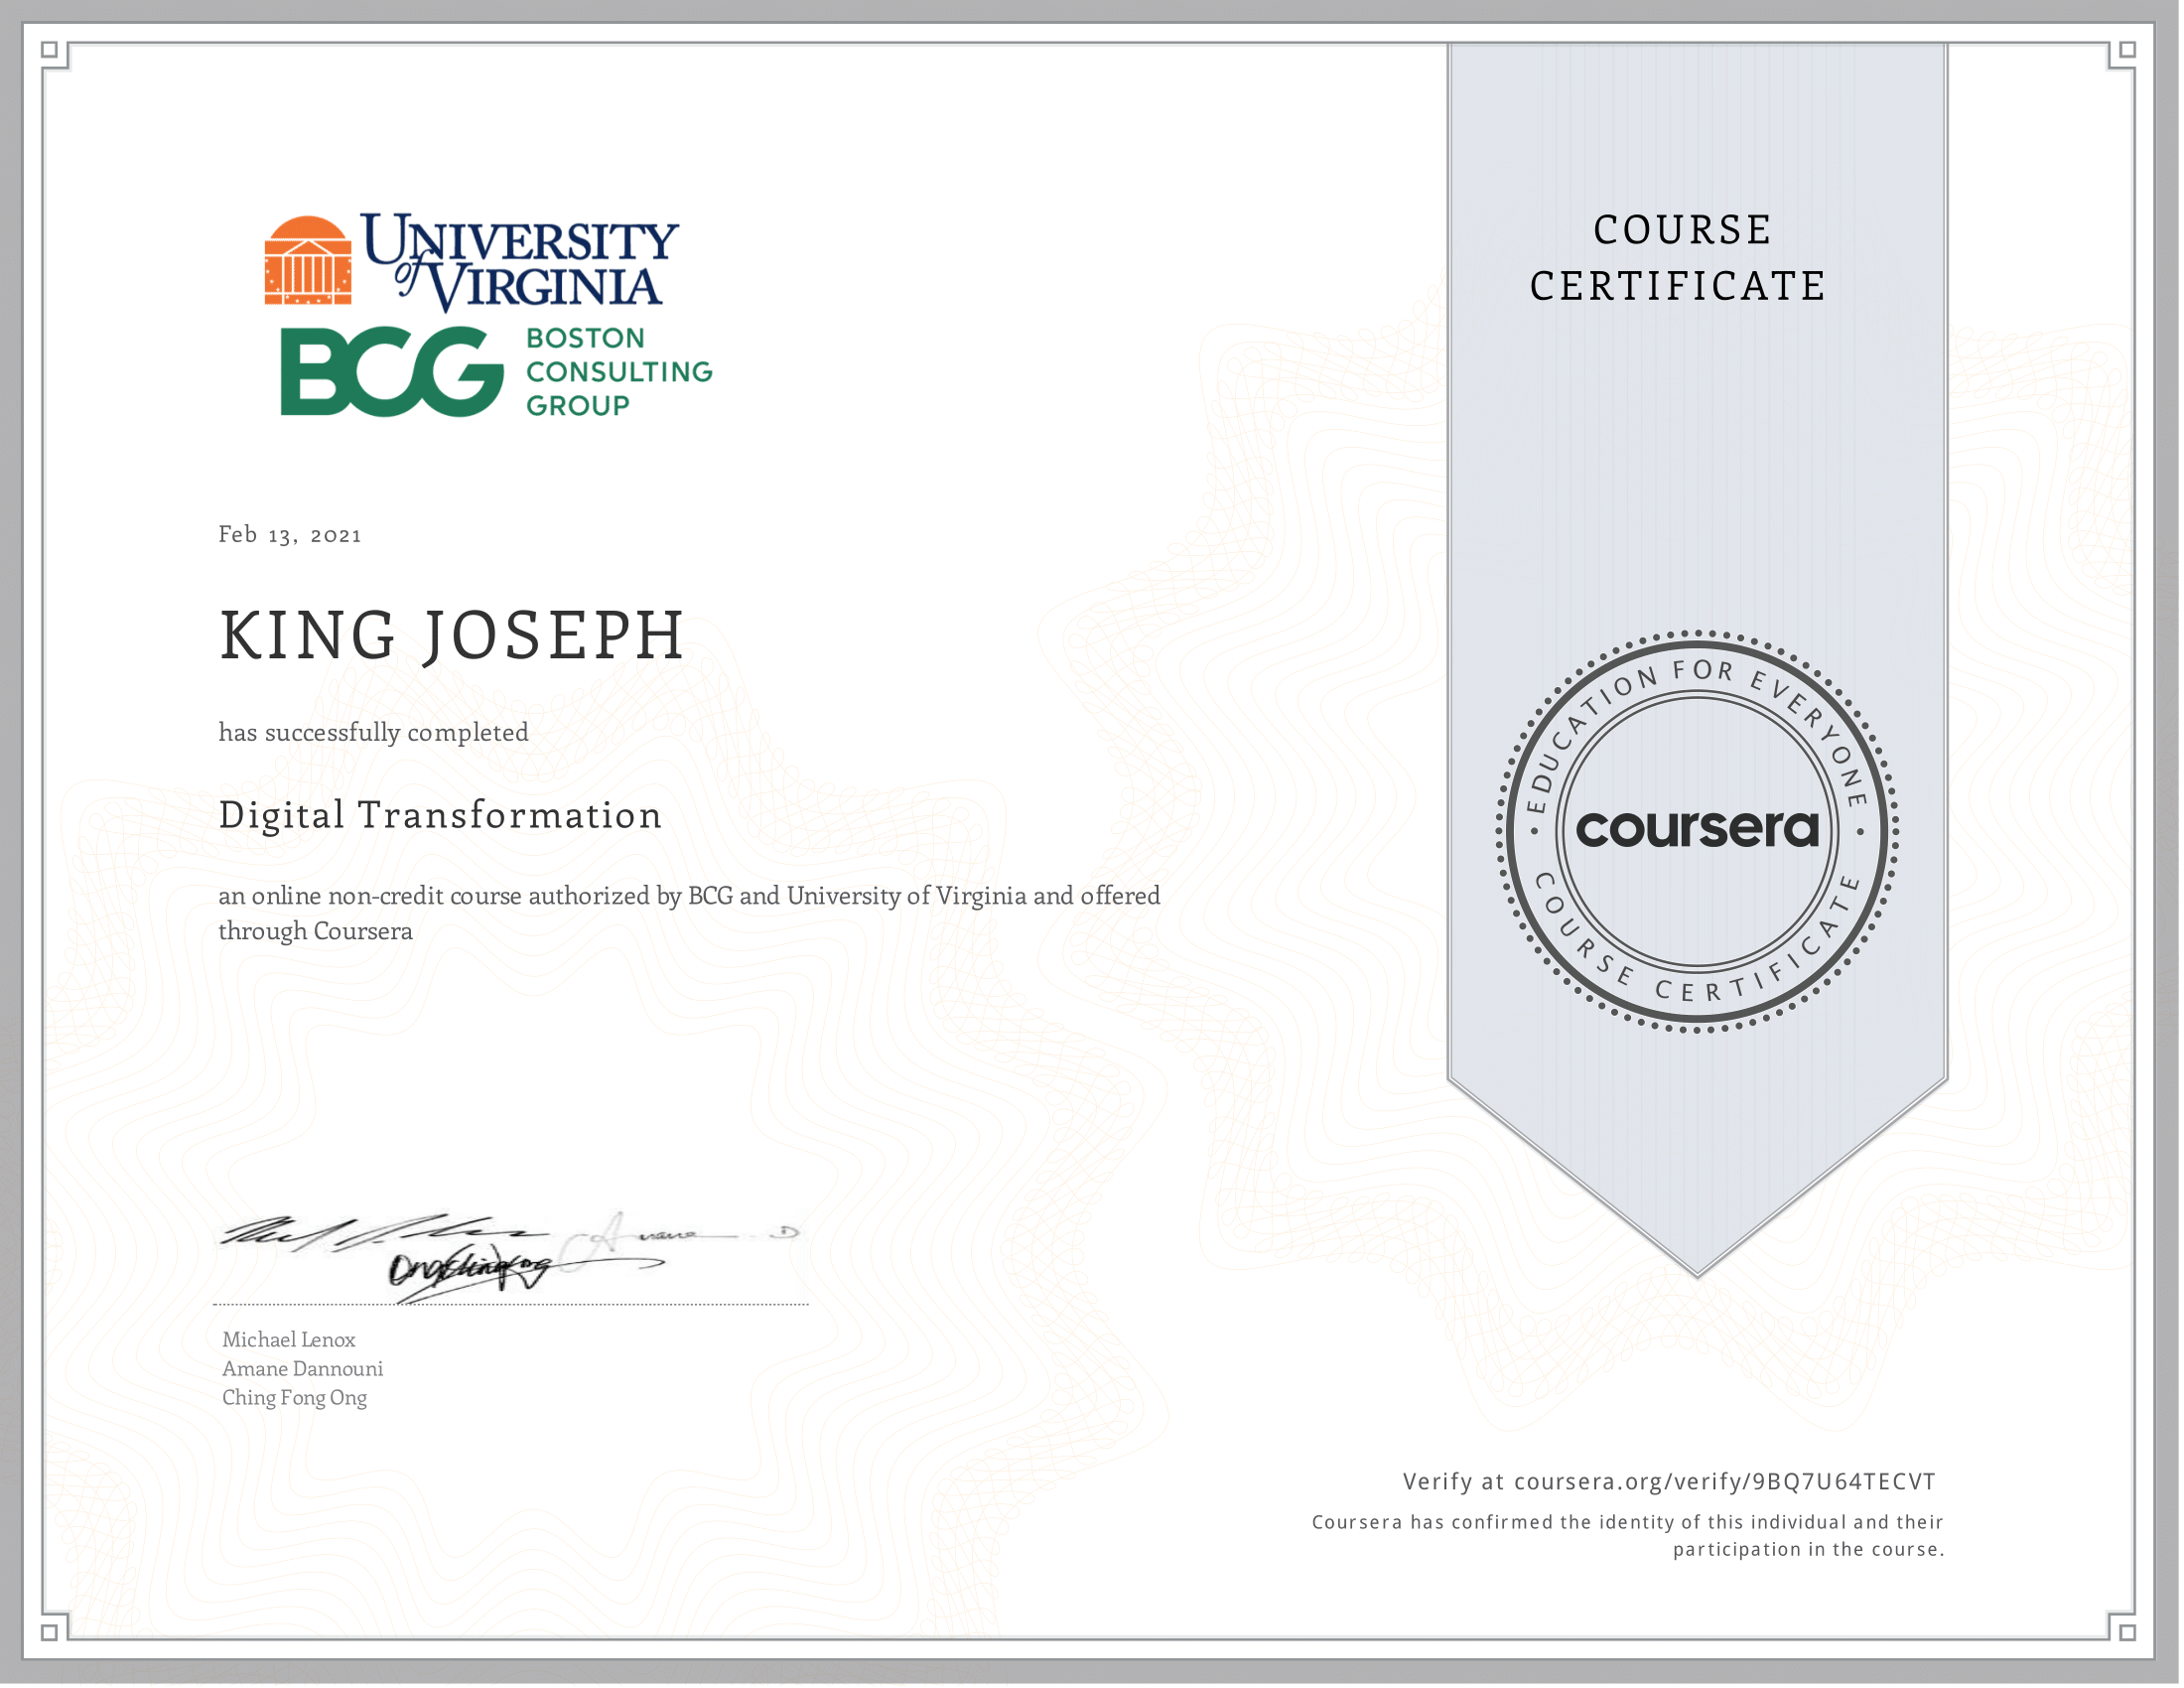 UNIVERSITY
of VIRGINIA
BCG
BOSTON
CONSULTING
GROUP
Feb 13, 2021
KING JOSEPH
has successfully completed
Digital Transformation
an online non-credit course authorized by BCG and University of Virginia and offered
through Coursera
Michael Lenox
Amane Dannouni
Ching Fong Ong
COURSE
CERTIFICATE
EDUCATION FOR EVERYONE
coursera
COURSE CERTIFICATE
Verify at coursera.org/verify/9BQ7U64TECVT
Coursera has confirmed the identity of this individual and their
participation in the course.